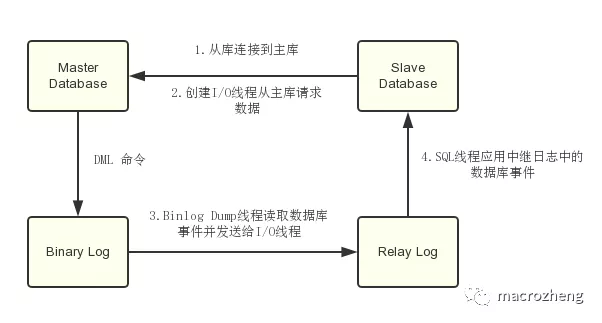 1.从库连接到主库
Master
Database
Slave
Database
2.创建I/O线程从主库请求
数据
DML 命令
4.SQL线程应用中继日志中的
数据库事件
3.Binlog Dump线程读取数据库
事件并发送给I/O线程
Binary Log
Relay Log
macrozheng